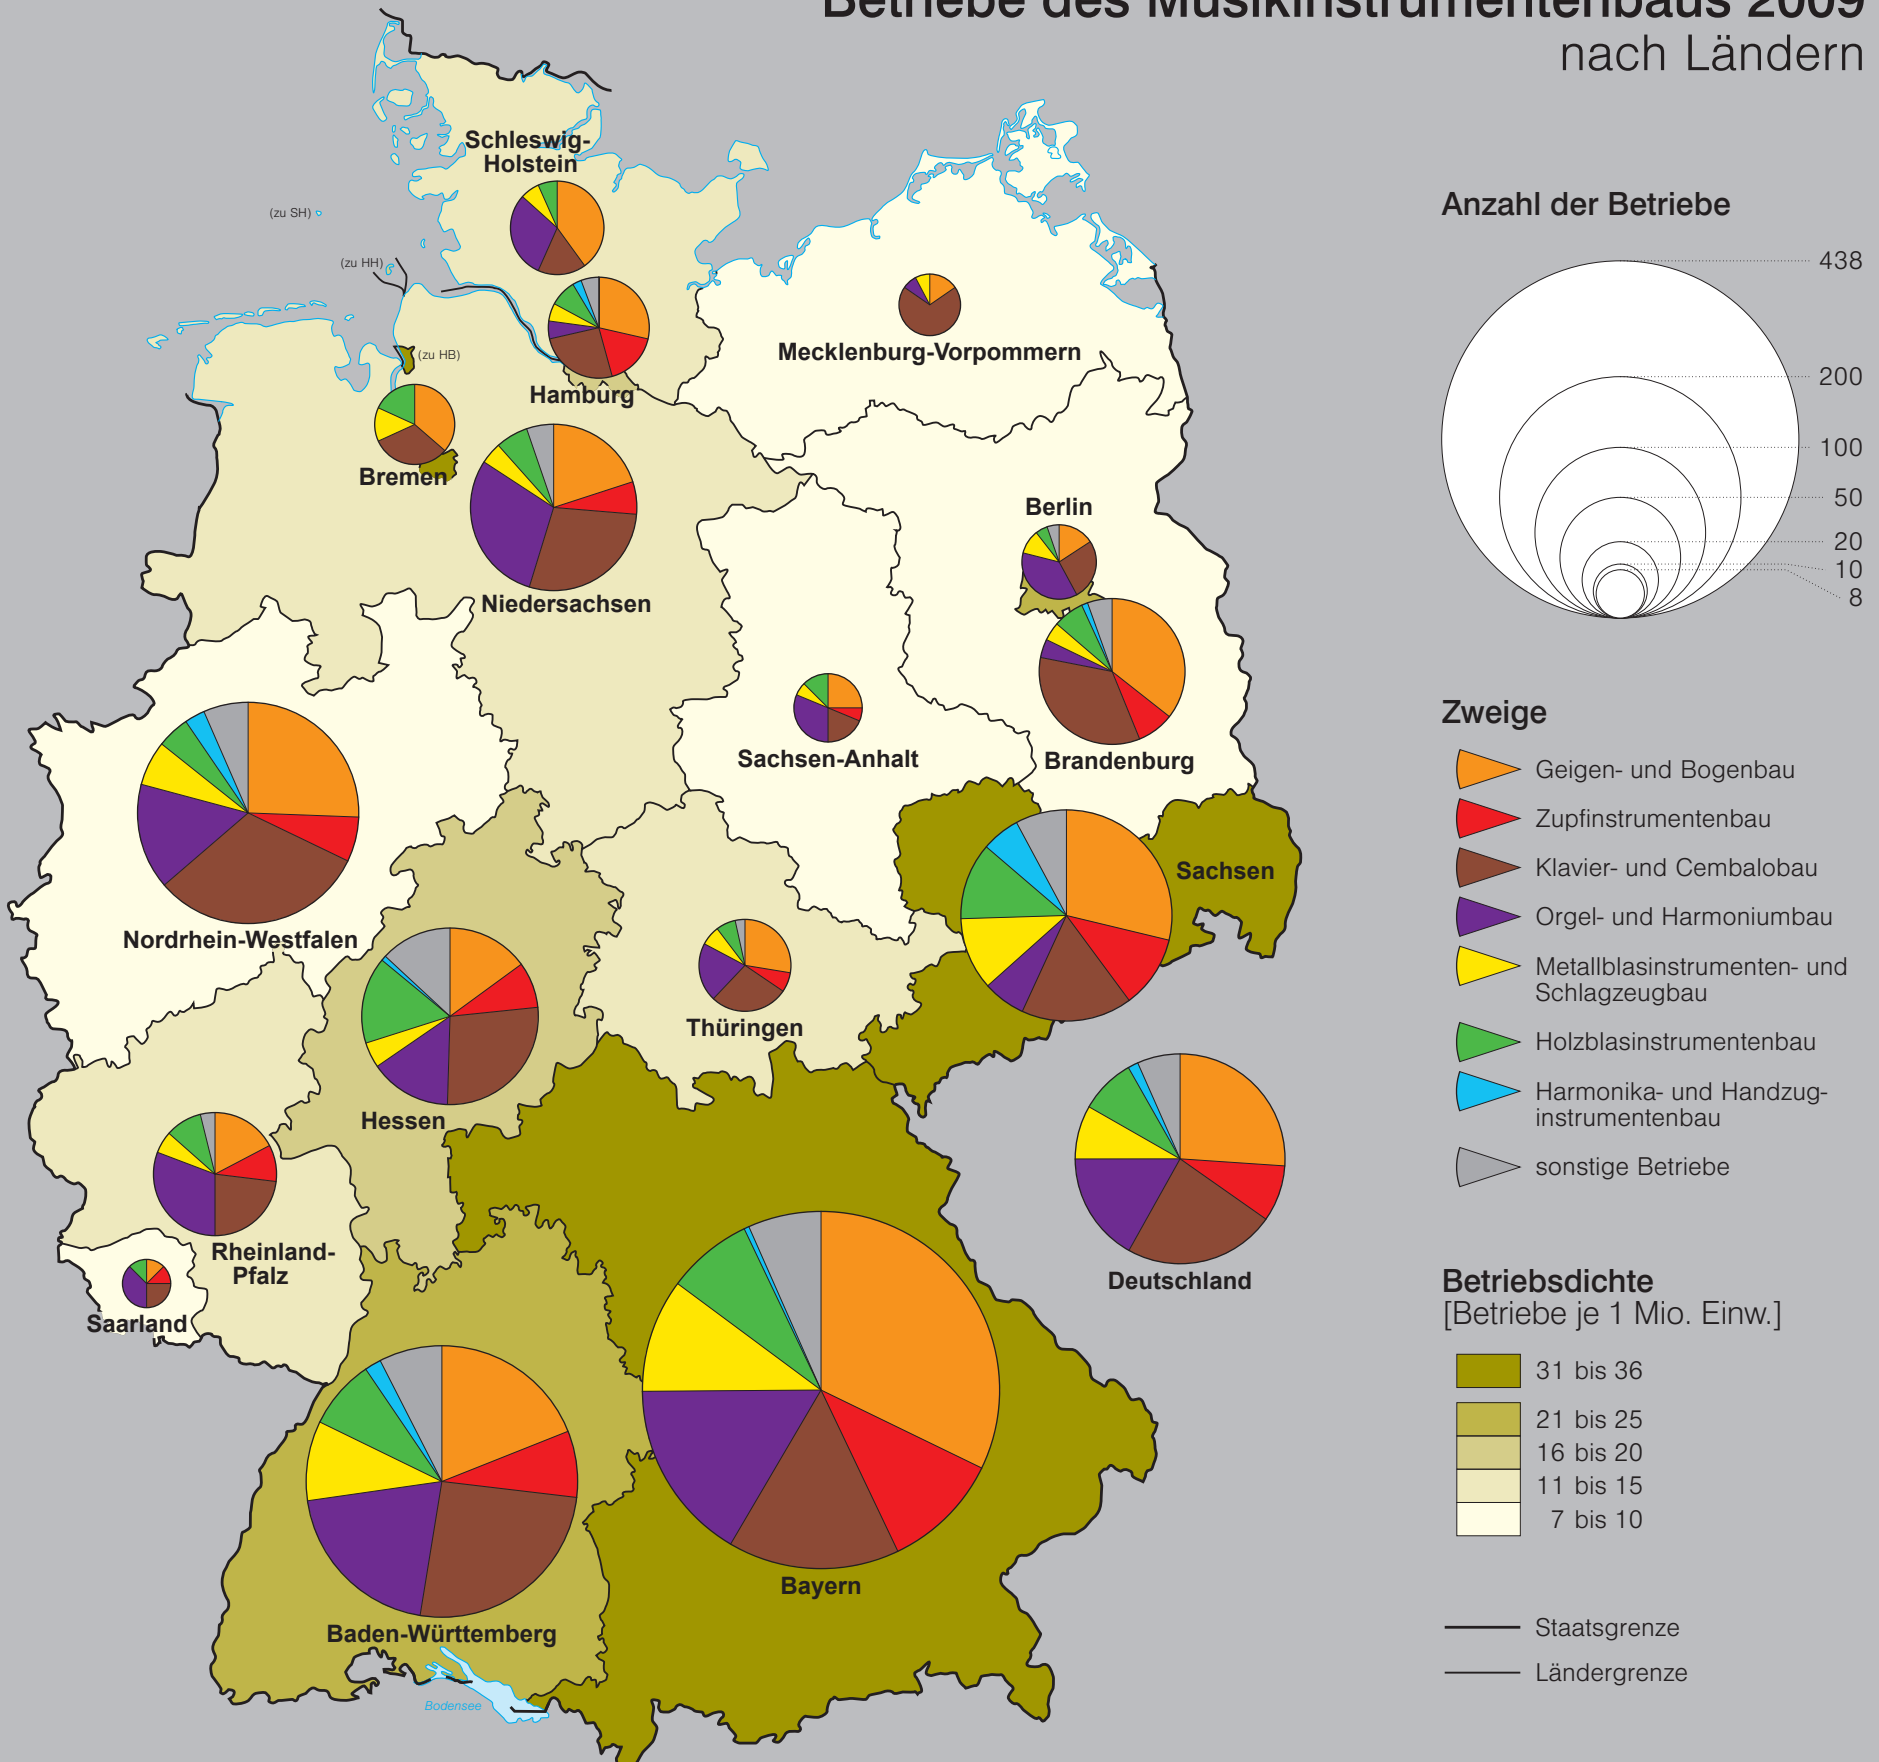 Betriebe des Musikinstrumentenbaus 2009
nach Ländern
Schleswig-
Holstein
(zu SH)
(zu HH)
(zu HB)
Mecklenburg-Vorpommern
Hamburg
Bremen
Niedersachsen
Berlin
Sachsen-Anhalt
Brandenburg
Sachsen
Nordrhein-Westfalen
Thüringen
Hessen
Rheinland-
Pfalz
Saarland
Deutschland
Bayern
Baden-Württemberg
Bodensee
Anzahl der Betriebe
438
200
100
50
20
10
8
Zweige
Geigen- und Bogenbau
Zupfinstrumentenbau
Klavier- und Cembalobau
Orgel- und Harmoniumbau
Metallblasinstrumenten- und
Schlagzeugbau
Holzblasinstrumentenbau
Harmonika- und Handzug-
instrumentenbau
sonstige Betriebe
Betriebsdichte
[Betriebe je 1 Mio. Einw.]
31 bis 36
21 bis 25
16 bis 20
11 bis 15
7 bis 10
Staatsgrenze
Ländergrenze